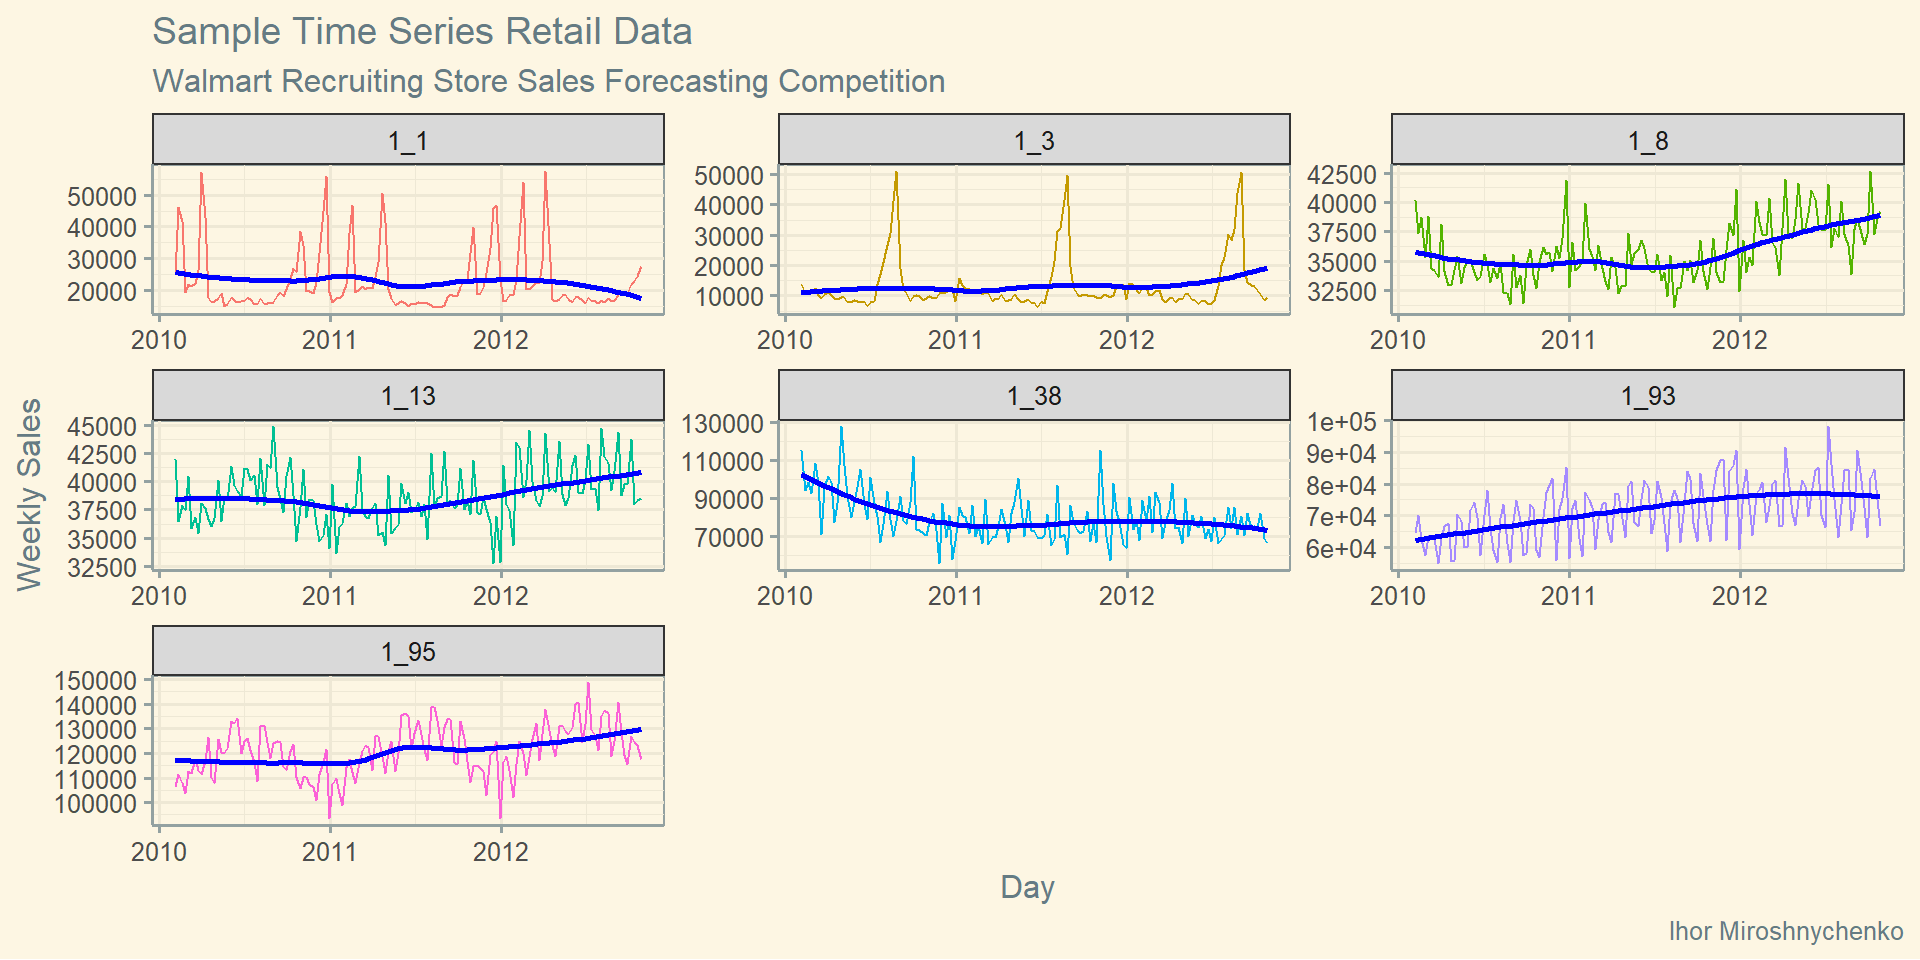 Sample Time Series Retail Data
Walmart Recruiting Store Sales Forecasting Competition
1_1
50000
40000
30000
20000
2010 2011 2012
1_3
50000
40000
30000
20000
10000
2010 2011 2012
1_8
42500
40000
37500
35000
32500
2010 2011 2012
Weekly Sales
1_13
45000
42500
40000
37500
35000
32500
2010 2011 2012
1_38
130000
110000
90000
70000
2010 2011 2012
1_93
1e+05
9e+04
8e+04
7e+04
6e+04
2010 2011 2012
1_95
150000
140000
130000
120000
110000
100000
2010 2011 2012
Day
Ihor Miroshnychenko